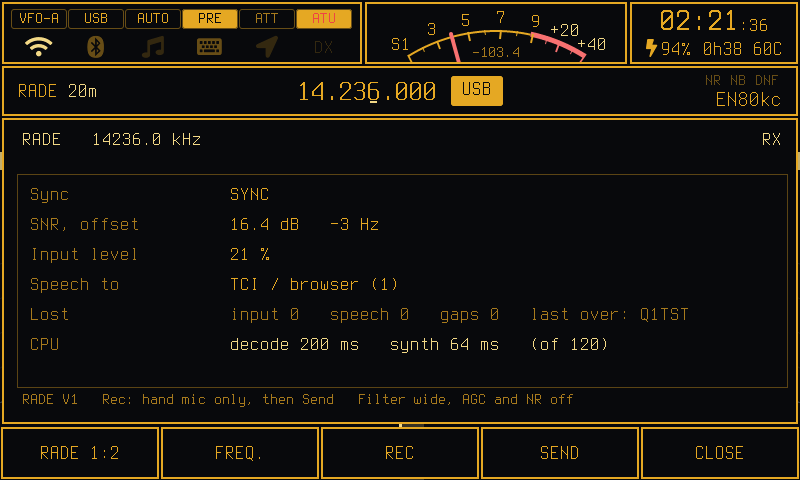 VFO-A USB AUTO PRE ATT ATU
DX
S1 3 5 7 9 +20 +40
-103.4
02:21:36
94% 0h38 60C
RADE 20m 14.236.000 USB
NR NB DNF
EN80kc
RADE 14236.0 kHz RX
Sync SYNC
SNR, offset 16.4 dB -3 Hz
Input level 21 %
Speech to TCI / browser (1)
Lost input 0 speech 0 gaps 0 last over: Q1TST
CPU decode 200 ms synth 64 ms (of 120)
RADE V1 Rec: hand mic only, then Send Filter wide, AGC and NR off
RADE 1:2 FREQ. REC SEND CLOSE